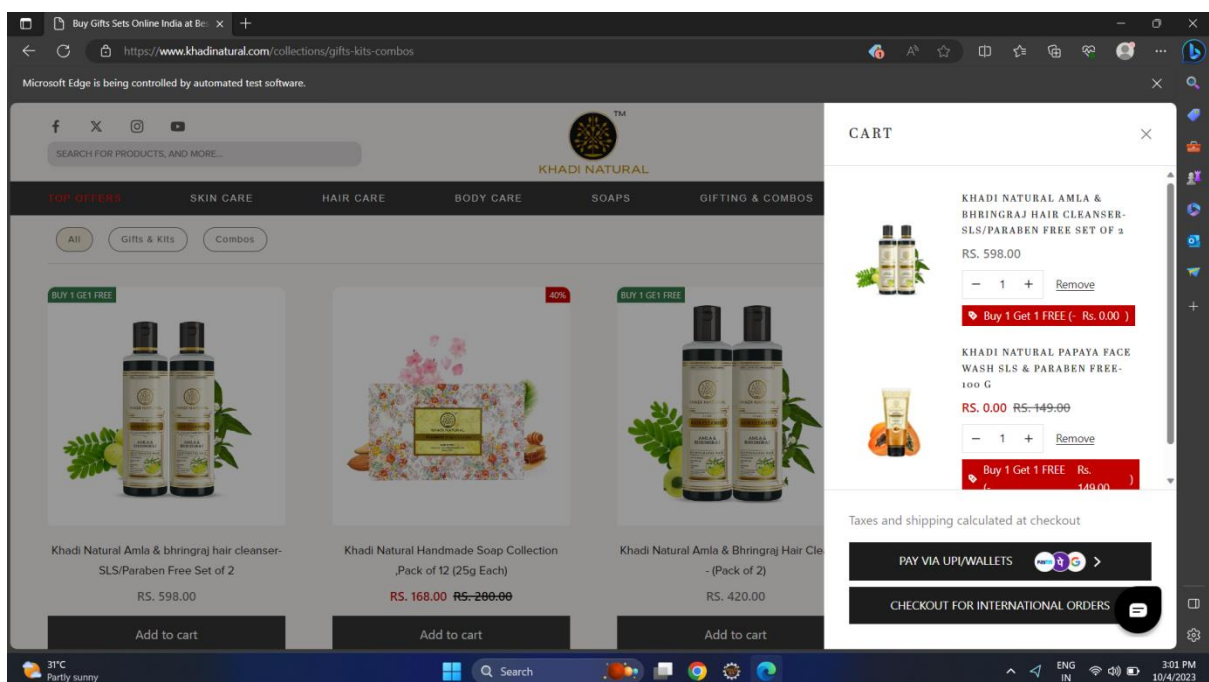 Buy Gifts Sets Online India at Bes
https://www.khadinatural.com/collections/gifts-kits-combos
Microsoft Edge is being controlled by automated test software.
SEARCH FOR PRODUCTS, AND MORE...
TM
KHADI NATURAL
TOP OFFERS SKIN CARE HAIR CARE BODY CARE SOAPS GIFTING & COMBOS
All Gifts & Kits Combos
BUY 1 GET1 FREE
40%
BUY 1 GET1 FREE
Khadi Natural Amla & bhringraj hair cleanser-
SLS/Paraben Free Set of 2
RS. 598.00
Add to cart
Khadi Natural Handmade Soap Collection
,Pack of 12 (25g Each)
RS. 168.00 RS. 280.00
Add to cart
Khadi Natural Amla & Bhringraj Hair Cle
- (Pack of 2)
RS. 420.00
Add to cart
CART
KHADI NATURAL AMLA &
BHRINGRAJ HAIR CLEANSER-
SLS/PARABEN FREE SET OF 2
RS. 598.00
− 1 + Remove
Buy 1 Get 1 FREE (- Rs. 0.00 )
KHADI NATURAL PAPAYA FACE
WASH SLS & PARABEN FREE-
100 G
RS. 0.00 RS. 149.00
− 1 + Remove
Buy 1 Get 1 FREE Rs.
(- 149.00 )
Taxes and shipping calculated at checkout
PAY VIA UPI/WALLETS
CHECKOUT FOR INTERNATIONAL ORDERS
31°C
Partly sunny
Search
ENG
IN
3:01 PM
10/4/2023